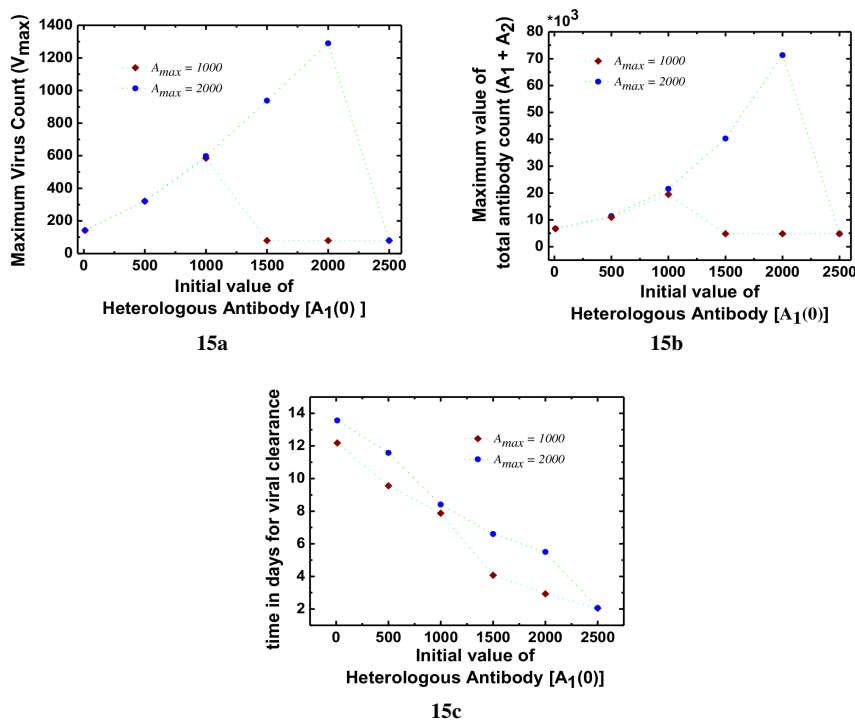 1400
1200
1000
800
600
400
200
0
Maximum Virus Count (Vmax)
Amax = 1000
Amax = 2000
0 500 1000 1500 2000 2500
Initial value of
Heterologous Antibody [A1(0) ]
15a
*10^3
80
70
60
50
40
30
20
10
0
Maximum value of
total antibody count (A1 + A2)
Amax = 1000
Amax = 2000
0 500 1000 1500 2000 2500
Initial value of
Heterologous Antibody [A1(0)]
15b
14
12
10
8
6
4
2
time in days for viral clearance
Amax = 1000
Amax = 2000
0 500 1000 1500 2000 2500
Initial value of
Heterologous Antibody [A1(0)]
15c